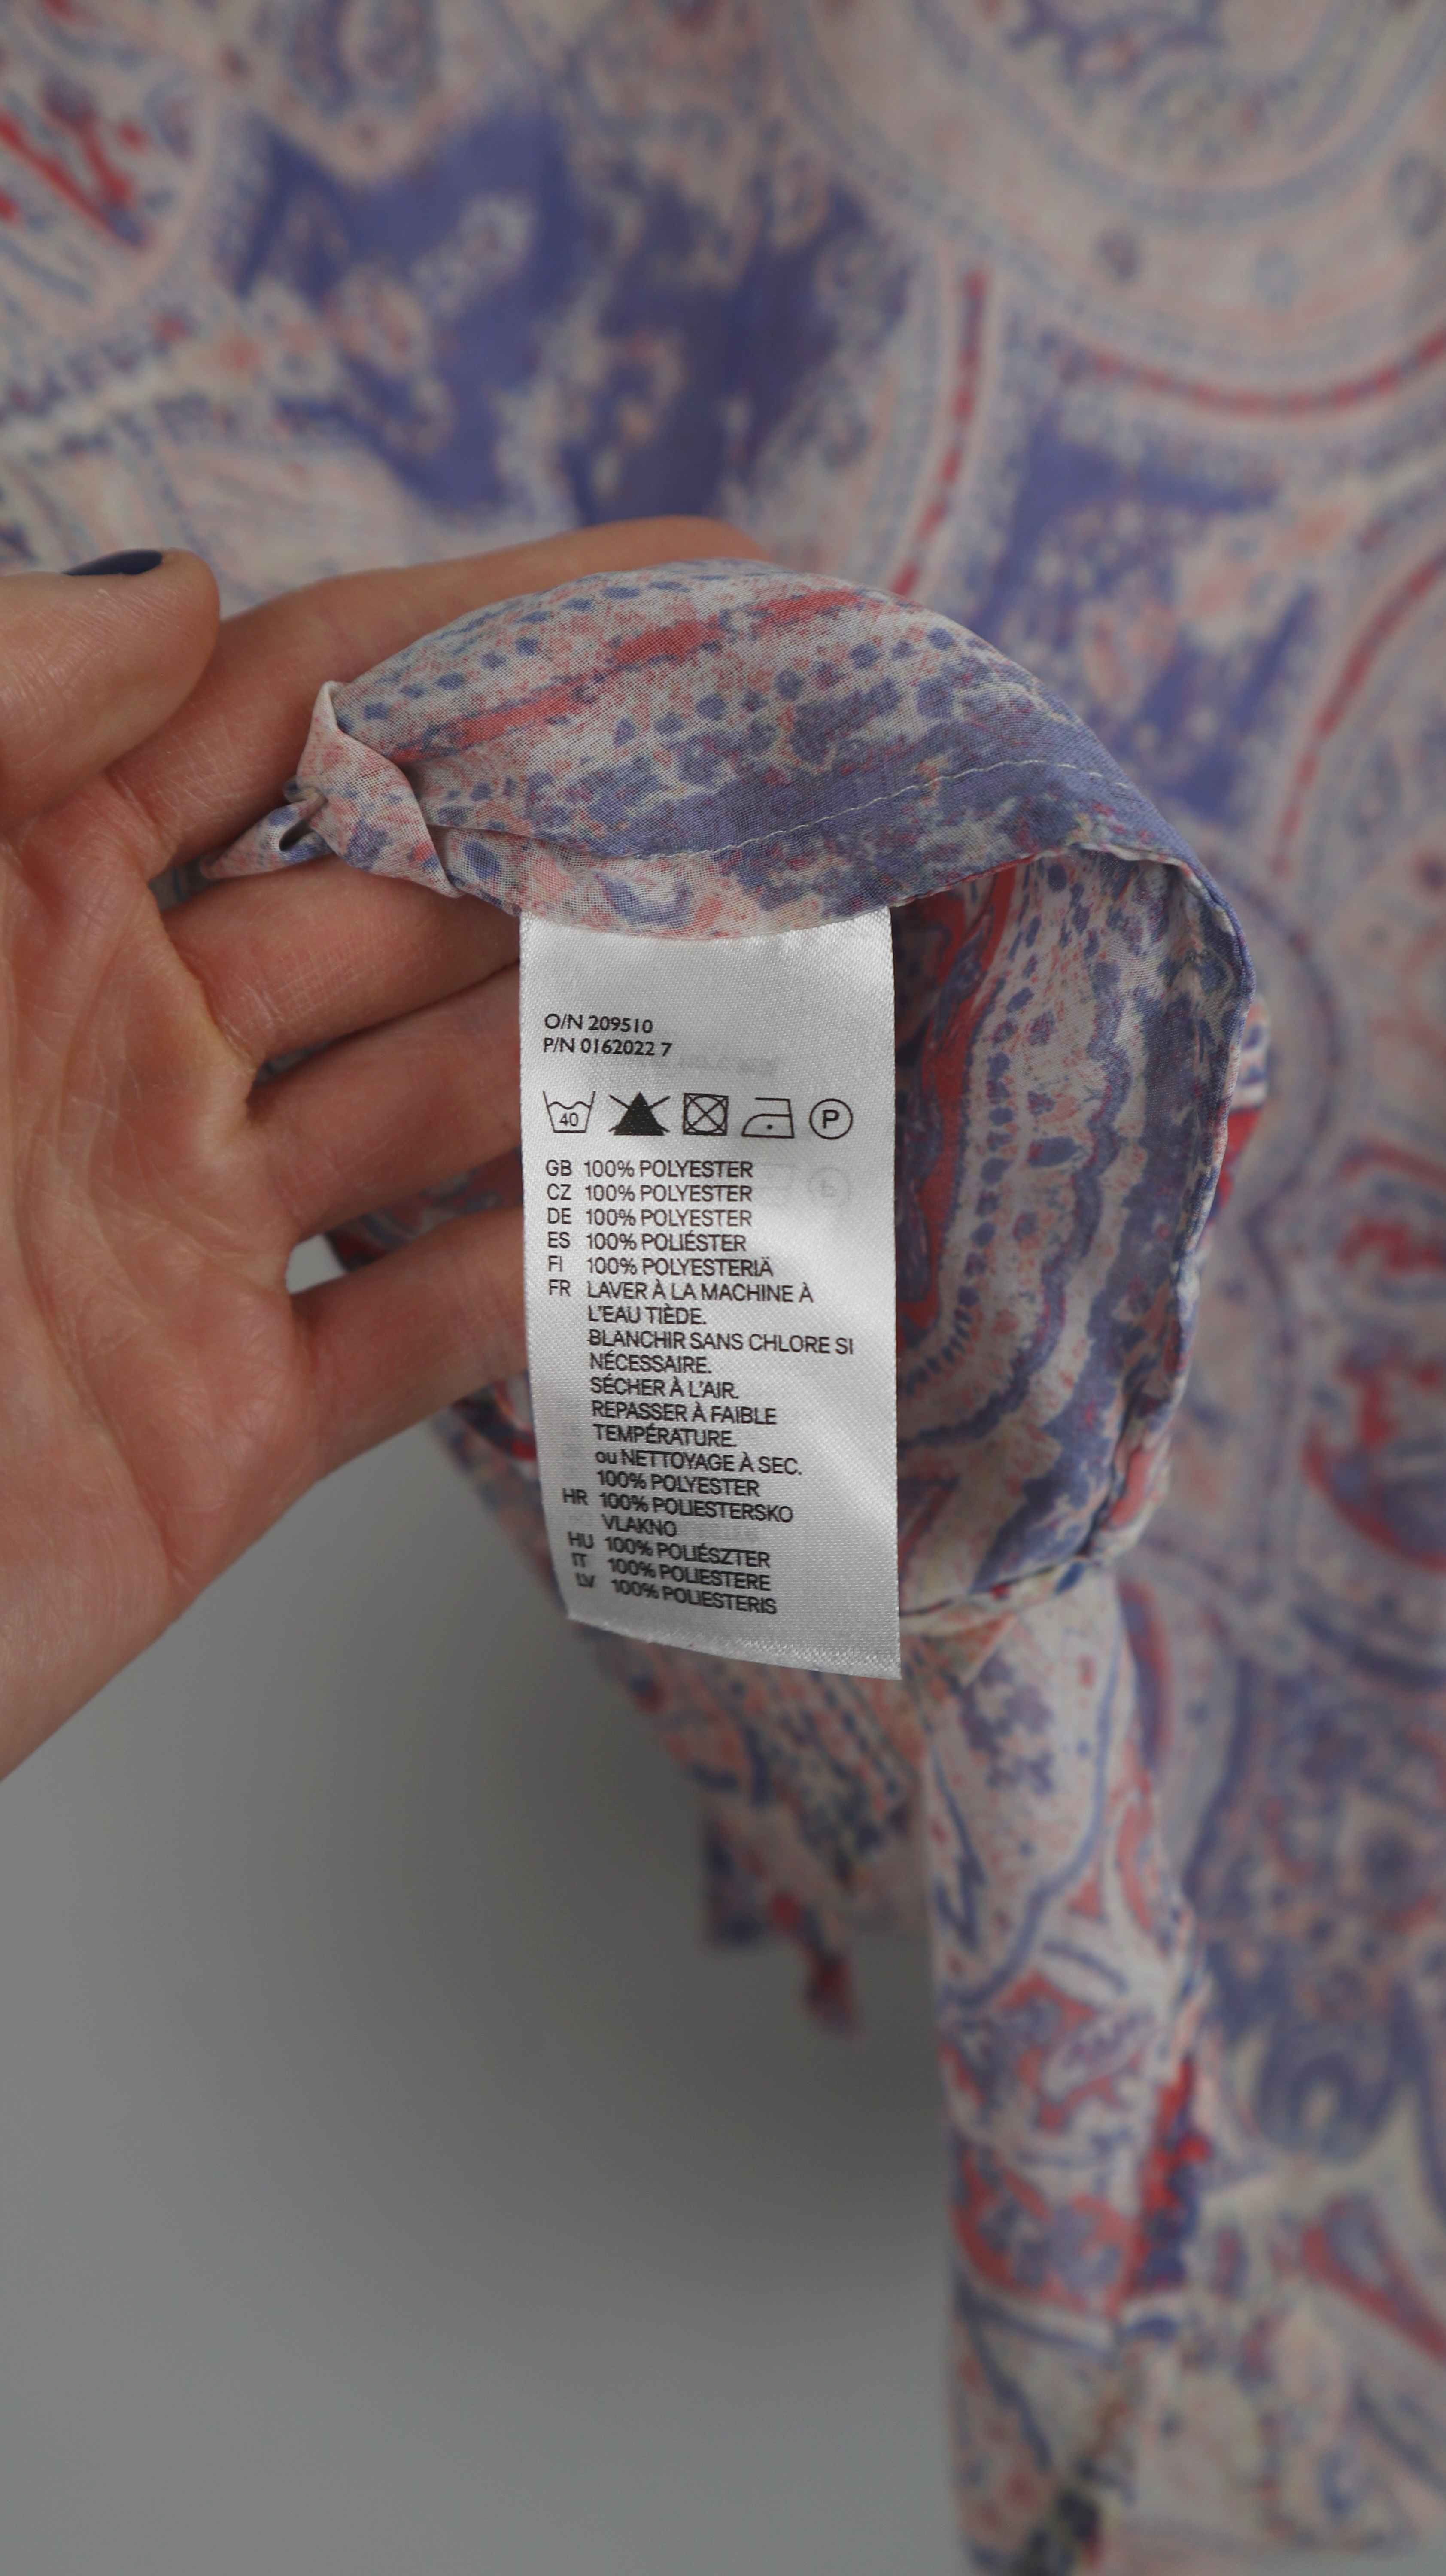 O/N 209510
P/N 0162022 7
40 P
GB 100% POLYESTER
CZ 100% POLYESTER
DE 100% POLYESTER
ES 100% POLIÉSTER
FI 100% POLYESTERIÄ
FR LAVER À LA MACHINE À
L'EAU TIÈDE.
BLANCHIR SANS CHLORE SI
NÉCESSAIRE.
SÉCHER À L'AIR.
REPASSER À FAIBLE
TEMPÉRATURE.
ou NETTOYAGE À SEC.
100% POLYESTER
HR 100% POLIESTERSKO
VLAKNO
HU 100% POLIÉSZTER
IT 100% POLIESTERE
LV 100% POLIESTERIS